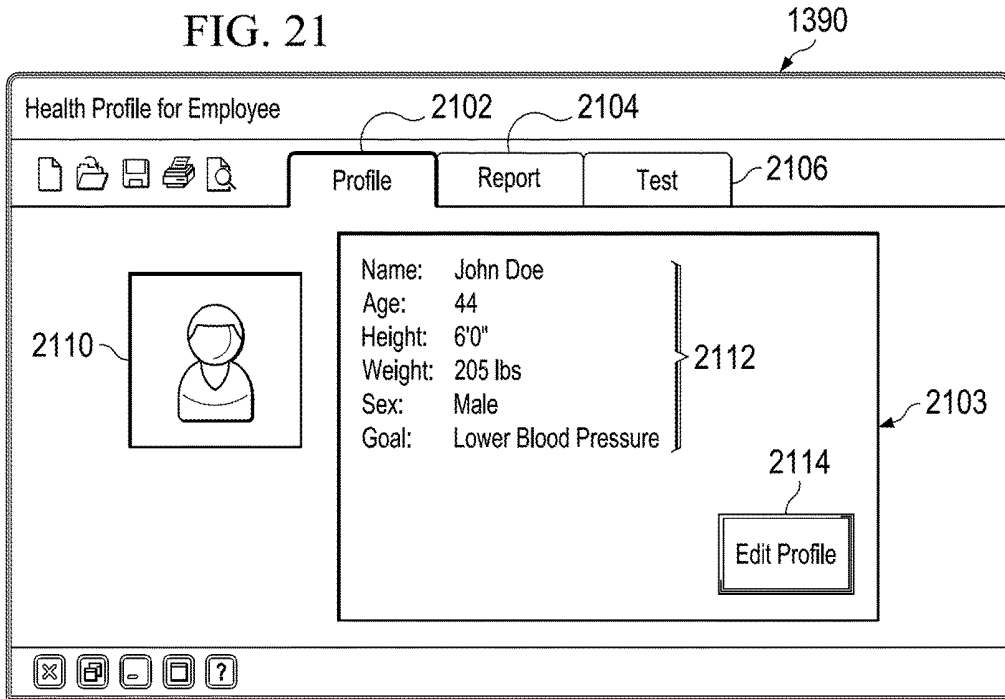 FIG. 21
1390
Health Profile for Employee
2102
2104
Profile
Report
Test
2106
2110
Name: John Doe
Age: 44
Height: 6'0"
Weight: 205 lbs
Sex: Male
Goal: Lower Blood Pressure
2112
2103
2114
Edit Profile
?